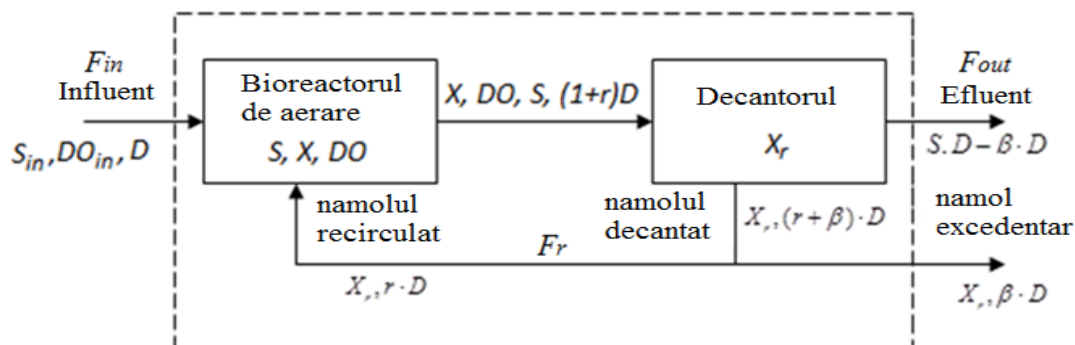 Fin
Influent
Sin,DOin, D
Bioreactorul
de aerare
S, X, DO
X, DO, S, (1+r)D
Decantorul
Xr
Fout
Efluent
S.D−β·D
namolul
recirculat
Fr
Xr, r·D
namolul
decantat
Xr,(r+β)·D
namol
excedentar
Xr, β·D